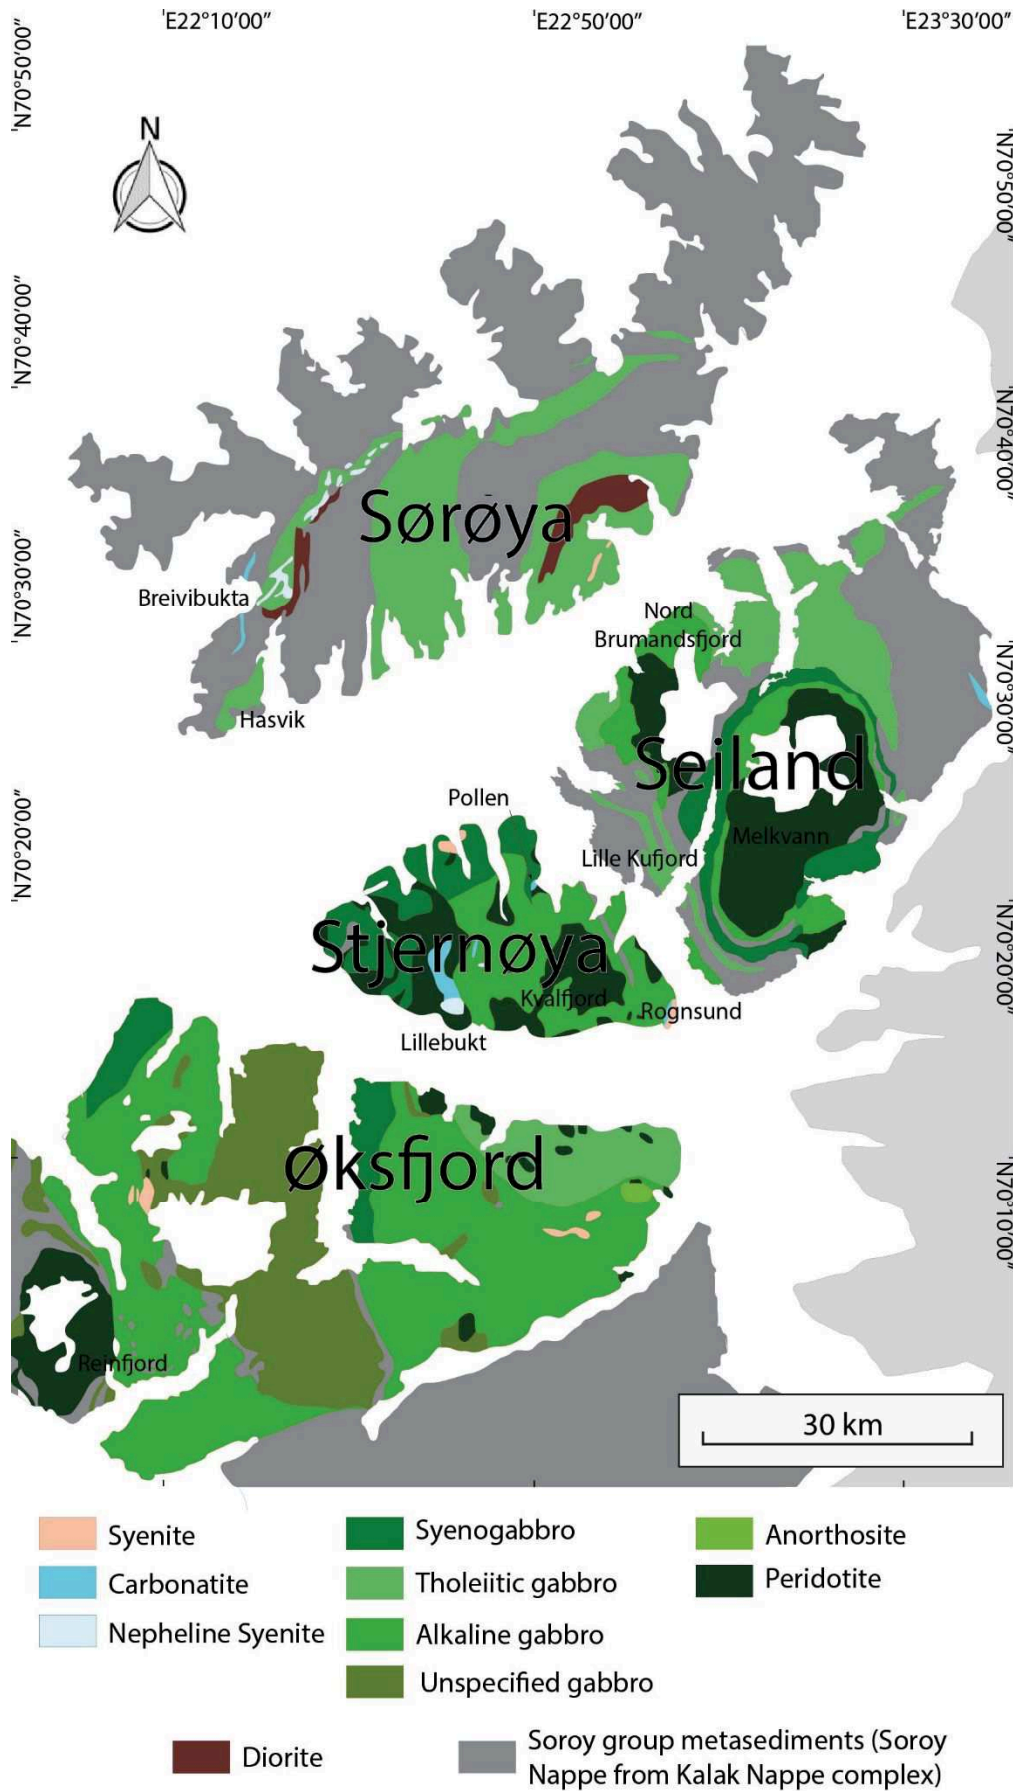 E22°10'00"
E22°50'00"
E23°30'00"
N70°50'00"
N70°50'00"
N
N70°40'00"
N70°40'00"
Sørøya
N70°30'00"
Breivibukta
Nord
Brumandsfjord
N70°30'00"
Hasvik
Seiland
Pollen
N70°20'00"
Melkvann
Lille Kufjord
Stjernøya
N70°20'00"
Kvalfjord
Rognsund
Lillebukt
Øksfjord
N70°10'00"
Reinfjord
30 km
Syenite
Syenogabbro
Anorthosite
Carbonatite
Tholeiitic gabbro
Peridotite
Nepheline Syenite
Alkaline gabbro
Unspecified gabbro
Diorite
Soroy group metasediments (Soroy
Nappe from Kalak Nappe complex)